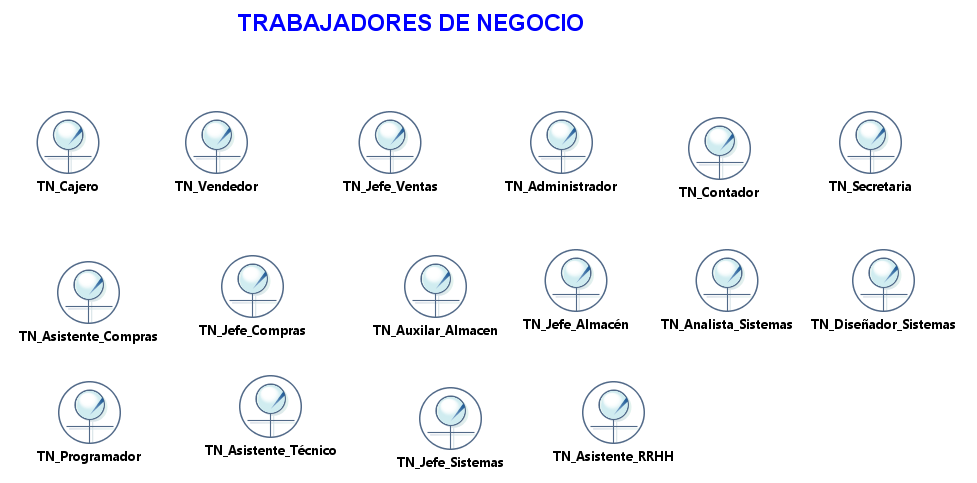 TRABAJADORES DE NEGOCIO
TN_Cajero
TN_Vendedor
TN_Jefe_Ventas
TN_Administrador
TN_Contador
TN_Secretaria
TN_Asistente_Compras
TN_Jefe_Compras
TN_Auxilar_Almacen
TN_Jefe_Almacén
TN_Analista_Sistemas
TN_Diseñador_Sistemas
TN_Programador
TN_Asistente_Técnico
TN_Jefe_Sistemas
TN_Asistente_RRHH